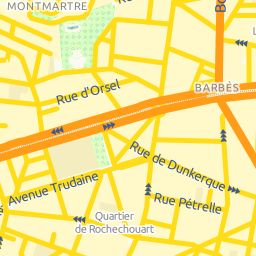 MONTMARTRE
Rue d'Orsel
BARBÈS
Rue de Dunkerque
Avenue Trudaine
Rue Pétrelle
Quartier
de Rochechouart